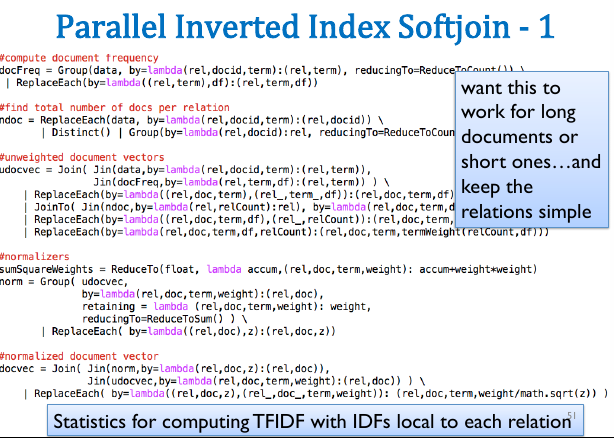 Parallel Inverted Index Softjoin - 1
#compute document frequency
docFreq = Group(data, by=lambda(rel,docid,term):(rel,term), reducingTo=ReduceToCount()) \
| ReplaceEach(by=lambda((rel,term),df):(rel,term,df))
#find total number of docs per relation
ndoc = ReplaceEach(data, by=lambda(rel,docid,term):(rel,docid))
| Distinct() | Group(by=lambda(rel,docid):rel, reducingTo=ReduceToCoun
#unweighted document vectors
udocvec = Join( Jin(data,by=lambda(rel,docid,term):(rel,term)),
Jin(docFreq,by=lambda(rel,term,df):(rel,term)) ) \
| ReplaceEach(by=lambda((rel,doc,term),(rel_,term_,df)):(rel,doc,term,df)
| JoinTo( Jin(ndoc,by=lambda(rel,relCount):rel), by=lambda(rel,doc,term,d
| ReplaceEach(by=lambda((rel,doc,term,df),(rel_,relCount)):(rel,doc,term,
| ReplaceEach(by=lambda(rel,doc,term,df,relCount):(rel,doc,term,termWeight(relCount,df)))
#normalizers
sumSquareWeights = ReduceTo(float, lambda accum,(rel,doc,term,weight): accum+weight*weight)
norm = Group( udocvec,
by=lambda(rel,doc,term,weight):(rel,doc),
retaining = lambda (rel,doc,term,weight): weight,
reducingTo=ReduceToSum() ) \
| ReplaceEach( by=lambda((rel,doc),z):(rel,doc,z))
#normalized document vector
docvec = Join( Jin(norm,by=lambda(rel,doc,z):(rel,doc)),
Jin(udocvec,by=lambda(rel,doc,term,weight):(rel,doc)) ) \
| ReplaceEach( by=lambda((rel,doc,z),(rel_,doc_,term,weight)): (rel,doc,term,weight/math.sqrt(z)) )
want this to
work for long
documents or
short ones…and
keep the
relations simple
Statistics for computing TFIDF with IDFs local to each relation
51